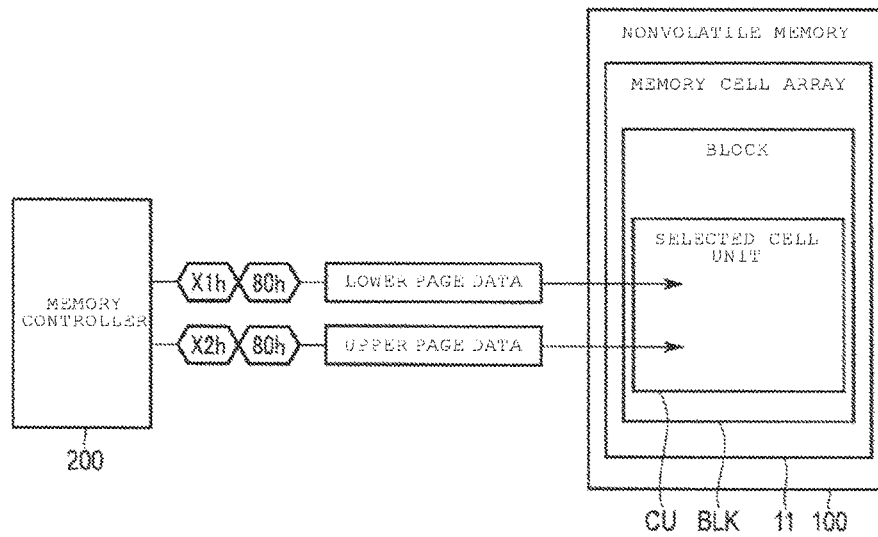 NONVOLATILE MEMORY
MEMORY CELL ARRAY
BLOCK
SELECTED CELL
UNIT
X1h 80h LOWER PAGE DATA
MEMORY
CONTROLLER
X2h 80h UPPER PAGE DATA
200
CU BLK 11 100